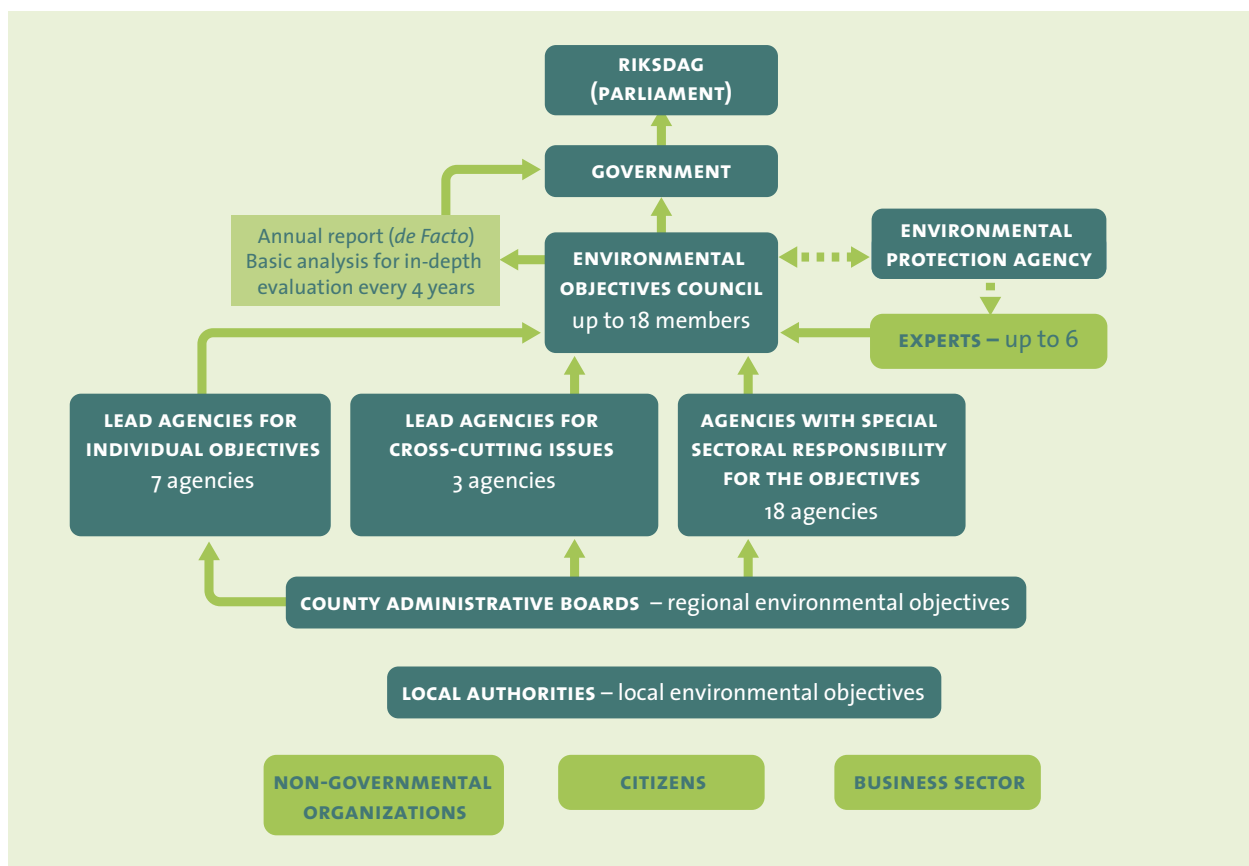 RIKSDAG
(PARLIAMENT)
GOVERNMENT
Annual report (de Facto)
Basic analysis for in-depth
evaluation every 4 years
ENVIRONMENTAL
OBJECTIVES COUNCIL
up to 18 members
ENVIRONMENTAL
PROTECTION AGENCY
EXPERTS – up to 6
LEAD AGENCIES FOR
INDIVIDUAL OBJECTIVES
7 agencies
LEAD AGENCIES FOR
CROSS-CUTTING ISSUES
3 agencies
AGENCIES WITH SPECIAL
SECTORAL RESPONSIBILITY
FOR THE OBJECTIVES
18 agencies
COUNTY ADMINISTRATIVE BOARDS – regional environmental objectives
LOCAL AUTHORITIES – local environmental objectives
NON-GOVERNMENTAL
ORGANIZATIONS
CITIZENS
BUSINESS SECTOR